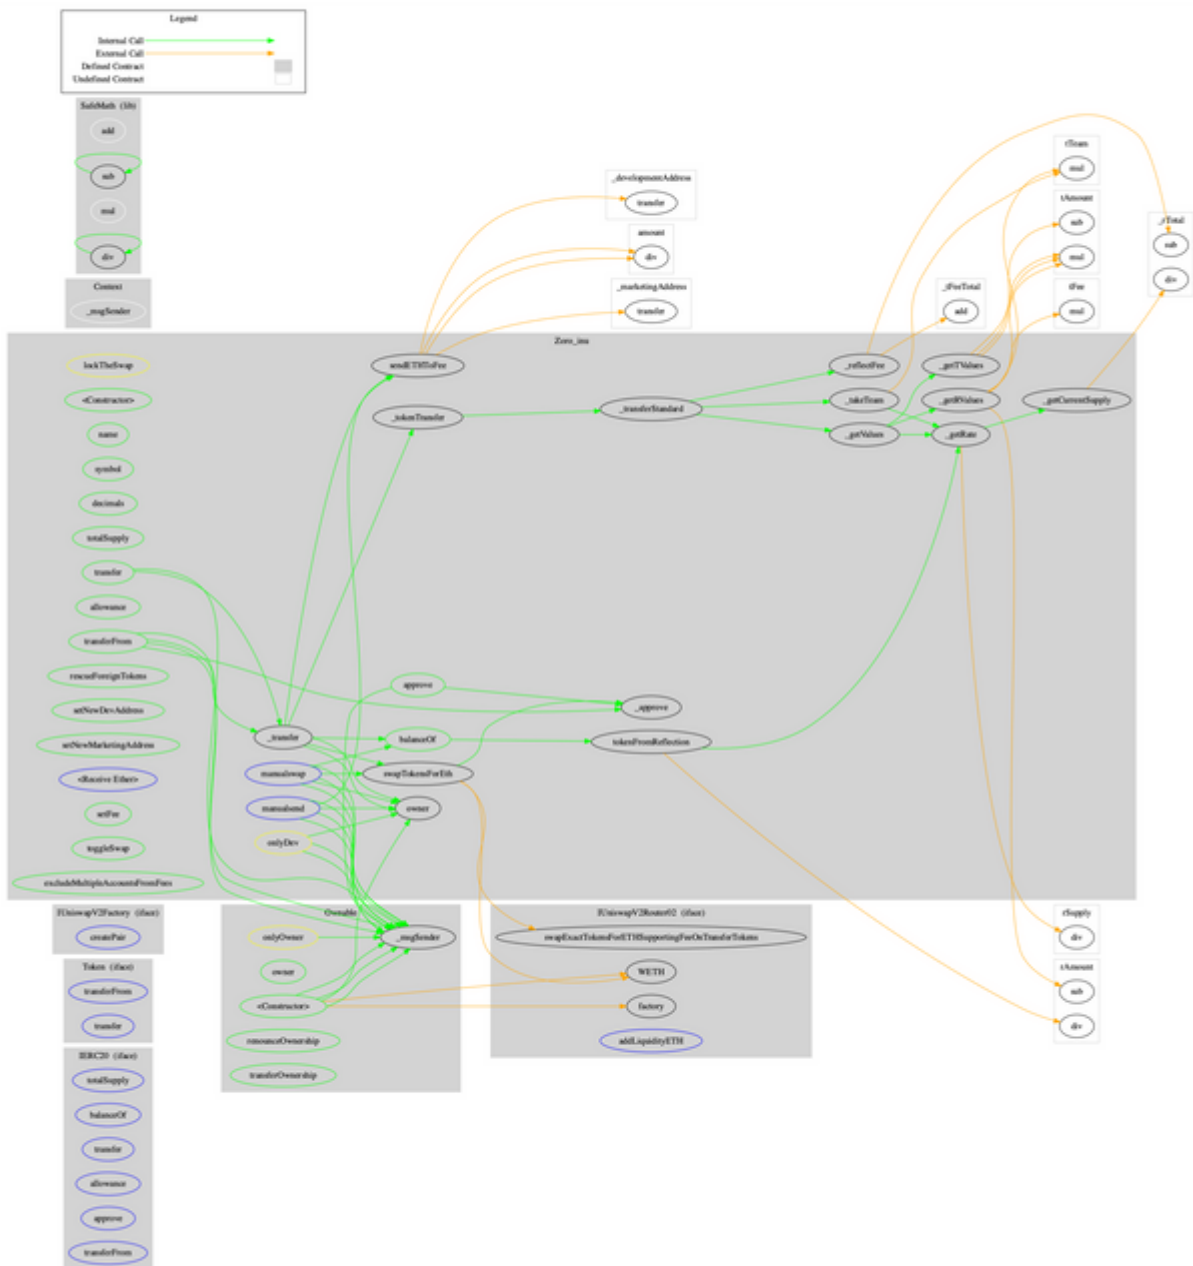 Legend
Internal Call
External Call
Defined Contract
Undefined Contract
SafeMath (lib)
add
sub
mul
div
Context
_msgSender
_developmentAddress
transfer
amount
div
_marketingAddress
transfer
_tFeeTotal
add
tTeam
mul
tAmount
sub
mul
tFee
mul
_tTotal
sub
div
Zero_inu
lockTheSwap
<Constructor>
name
symbol
decimals
totalSupply
transfer
allowance
transferFrom
rescueForeignTokens
setNewDevAddress
setNewMarketingAddress
<Receive Ether>
setFee
toggleSwap
excludeMultipleAccountsFromFees
_transfer
manualswap
manualsend
onlyDev
sendETHToFee
_tokenTransfer
approve
balanceOf
swapTokensForEth
owner
_transferStandard
_approve
tokenFromReflection
_reflectFee
_takeTeam
_getValues
_getTValues
_getRValues
_getRate
_getCurrentSupply
IUniswapV2Factory (iface)
createPair
Token (iface)
transferFrom
transfer
IERC20 (iface)
totalSupply
balanceOf
transfer
allowance
approve
transferFrom
Ownable
onlyOwner
owner
<Constructor>
renounceOwnership
transferOwnership
_msgSender
IUniswapV2Router02 (iface)
swapExactTokensForETHSupportingFeeOnTransferTokens
WETH
factory
addLiquidityETH
rSupply
div
rAmount
sub
div